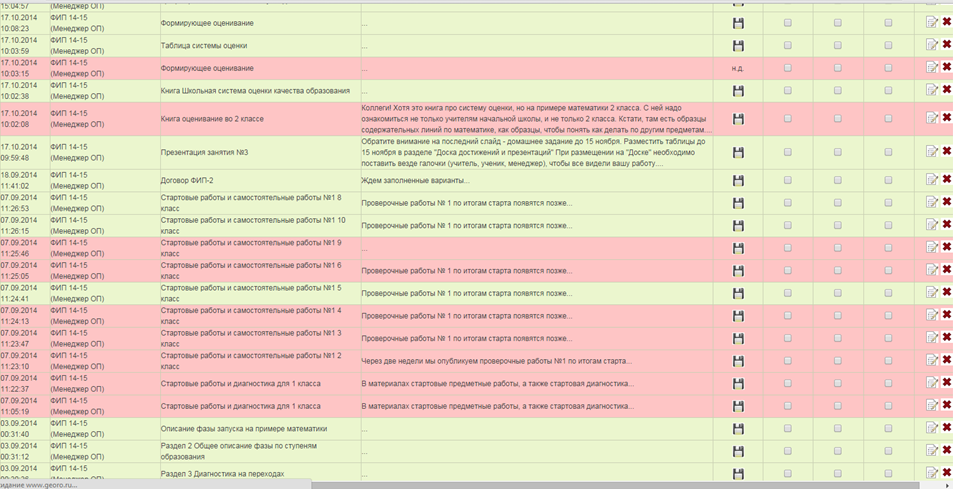 15:04:57 (Менеджер ОП)
17.10.2014 ФИП 14-15 Формирующее оценивание ...
10:08:23 (Менеджер ОП)
17.10.2014 ФИП 14-15 Таблица системы оценки ...
10:03:59 (Менеджер ОП)
17.10.2014 ФИП 14-15 Формирующее оценивание ... н.д.
10:03:15 (Менеджер ОП)
17.10.2014 ФИП 14-15 Книга Школьная система оценки качества образования ...
10:02:38 (Менеджер ОП)
Коллеги! Хотя это книга про систему оценки, но на примере математики 2 класса. С ней надо
17.10.2014 ФИП 14-15 Книга оценивание во 2 классе ознакомиться не только учителям начальной школы, и не только 2 класса. Кстати, там есть образцы
10:02:08 (Менеджер ОП) содержательных линий по математике, как образцы, чтобы понять как делать по другим предметам....
Обратите внимание на последний слайд - домашнее задание до 15 ноября. Разместить таблицы до
17.10.2014 ФИП 14-15 Презентация занятия №3 15 ноября в разделе "Доска достижений и презентаций" При размещении на "Доске" необходимо
09:59:48 (Менеджер ОП) поставить везде галочки (учитель, ученик, менеджер), чтобы все видели вашу работу....
18.09.2014 ФИП 14-15 Договор ФИП-2 Ждем заполненные варианты...
11:41:02 (Менеджер ОП)
07.09.2014 ФИП 14-15 Стартовые работы и самостоятельные работы №1 8 Проверочные работы № 1 по итогам старта появятся позже...
11:26:53 (Менеджер ОП) класс
07.09.2014 ФИП 14-15 Стартовые работы и самостоятельные работы №1 10 Проверочные работы № 1 по итогам старта появятся позже...
11:26:15 (Менеджер ОП) класс
07.09.2014 ФИП 14-15 Стартовые работы и самостоятельные работы №1 9 ...
11:25:46 (Менеджер ОП) класс
07.09.2014 ФИП 14-15 Стартовые работы и самостоятельные работы №1 6 Проверочные работы № 1 по итогам старта появятся позже...
11:25:05 (Менеджер ОП) класс
07.09.2014 ФИП 14-15 Стартовые работы и самостоятельные работы №1 5 Проверочные работы № 1 по итогам старта появятся позже...
11:24:41 (Менеджер ОП) класс
07.09.2014 ФИП 14-15 Стартовые работы и самостоятельные работы №1 4 Проверочные работы № 1 по итогам старта появятся позже...
11:24:13 (Менеджер ОП) класс
07.09.2014 ФИП 14-15 Стартовые работы и самостоятельные работы №1 3 Проверочные работы № 1 по итогам старта появятся позже...
11:23:47 (Менеджер ОП) класс
07.09.2014 ФИП 14-15 Стартовые работы и самостоятельные работы №1 2 Через две недели мы опубликуем проверочные работы №1 по итогам старта...
11:23:10 (Менеджер ОП) класс
07.09.2014 ФИП 14-15 Стартовые работы и диагностика для 1 класса В материалах стартовые предметные работы, а также стартовая диагностика...
11:22:37 (Менеджер ОП)
07.09.2014 ФИП 14-15 Стартовые работы и диагностика для 1 класса В материалах стартовые предметные работы, а также стартовая диагностика...
11:05:19 (Менеджер ОП)
03.09.2014 ФИП 14-15 Описание фазы запуска на примере математики ...
00:31:40 (Менеджер ОП)
03.09.2014 ФИП 14-15 Раздел 2 Общее описание фазы по ступеням ...
00:31:12 (Менеджер ОП) образования
03.09.2014 ФИП 14-15 Раздел 3 Диагностика на переходах ...
(Менеджер ОП)
идание www.georo.ru...